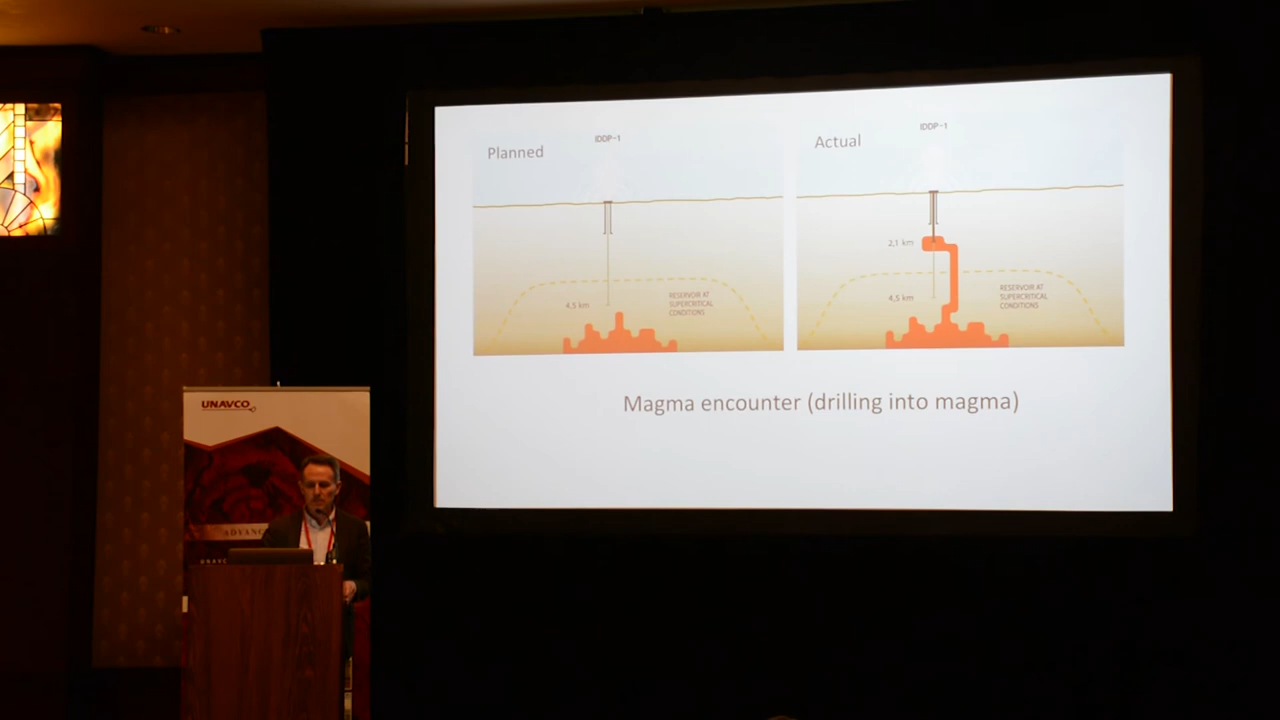 Planned
IDDP-1
4,5 km
RESERVOIR AT
SUPERCRITICAL
CONDITIONS
Actual
IDDP-1
2,1 km
4,5 km
RESERVOIR AT
SUPERCRITICAL
CONDITIONS
Magma encounter (drilling into magma)
UNAVCO